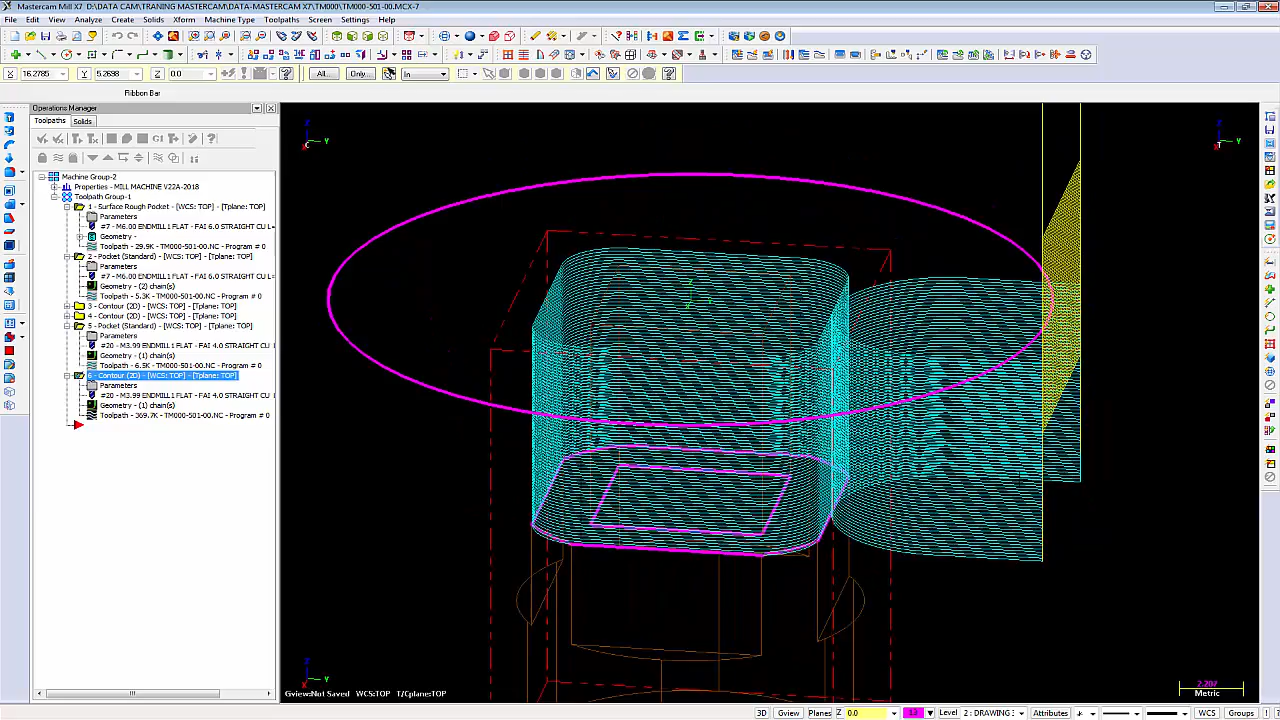 Mastercam Mill X7 D:\DATA CAM\TRANING MASTERCAM\DATA-MASTERCAM X7\TM000\TM000-501-00.MCX-7
File Edit View Analyze Create Solids Xform Machine Type Toolpaths Screen Settings Help
X 16.2785 Y 5.2698 Z 0.0 All... Only... In
Ribbon Bar
Operations Manager
Toolpaths Solids
G1
Machine Group-2
Properties - MILL MACHINE V22A-2018
Toolpath Group-1
1 - Surface Rough Pocket - [WCS: TOP] - [Tplane: TOP]
Parameters
#7 - M6.00 ENDMILL1 FLAT - FAI 6.0 STRAIGHT CU L=
Geometry -
Toolpath - 29.9K - TM000-501-00.NC - Program # 0
2 - Pocket (Standard) - [WCS: TOP] - [Tplane: TOP]
Parameters
#7 - M6.00 ENDMILL1 FLAT - FAI 6.0 STRAIGHT CU L=
Geometry - (2) chain(s)
Toolpath - 5.3K - TM000-501-00.NC - Program # 0
3 - Contour (2D) - [WCS: TOP] - [Tplane: TOP]
4 - Contour (2D) - [WCS: TOP] - [Tplane: TOP]
5 - Pocket (Standard) - [WCS: TOP] - [Tplane: TOP]
Parameters
#20 - M3.99 ENDMILL1 FLAT - FAI 4.0 STRAIGHT CU
Geometry - (1) chain(s)
Toolpath - 6.5K - TM000-501-00.NC - Program # 0
6 - Contour (2D) - [WCS: TOP] - [Tplane: TOP]
Parameters
#20 - M3.99 ENDMILL1 FLAT - FAI 4.0 STRAIGHT CU
Geometry - (1) chain(s)
Toolpath - 369.7K - TM000-501-00.NC - Program # 0
Z Y X
Z Y X
Z Y X
Gview:Not Saved WCS:TOP T/Cplane:TOP
2.207
Metric
3D Gview Planes Z 0.0 13 Level 2 : DRAWING 3 Attributes WCS Groups